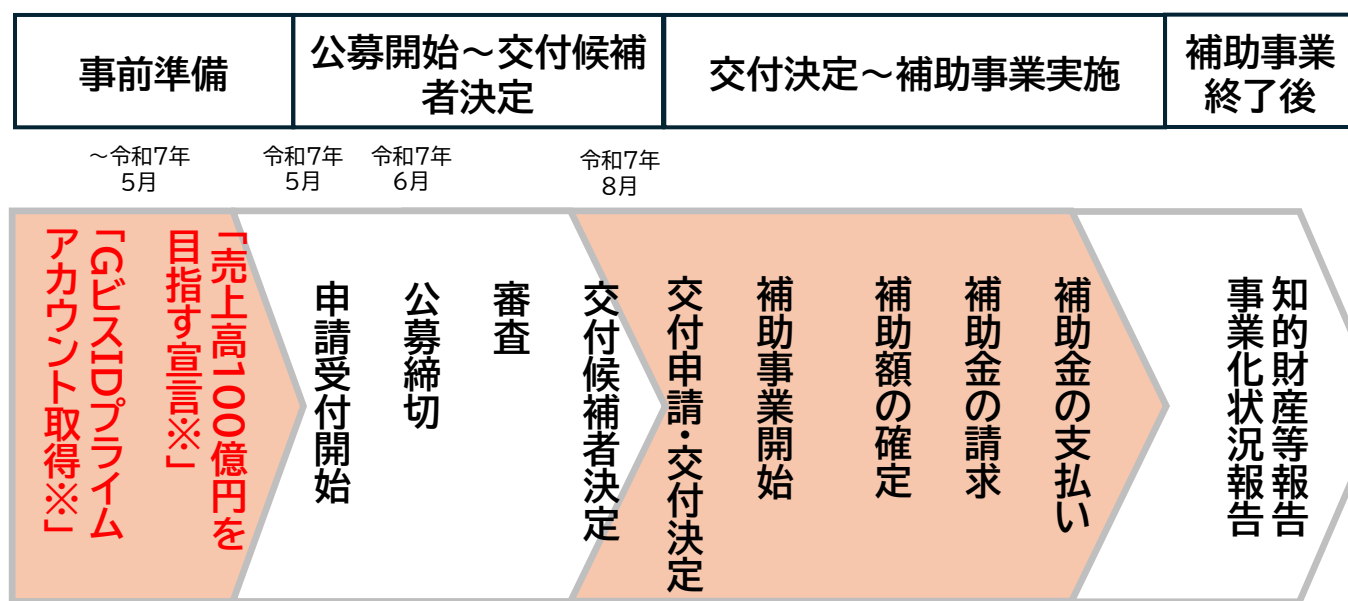 事前準備
公募開始~交付候補
者決定
交付決定~補助事業実施
補助事業
終了後
~令和7年
5月
令和7年
5月
令和7年
6月
令和7年
8月
「売上高100億円を
目指す宣言※」
「GビズIDプライム
アカウント取得※」
申請受付開始
公募締切
審査
交付候補者決定
交付申請・交付決定
補助事業開始
補助額の確定
補助金の請求
補助金の支払い
知的財産等報告
事業化状況報告